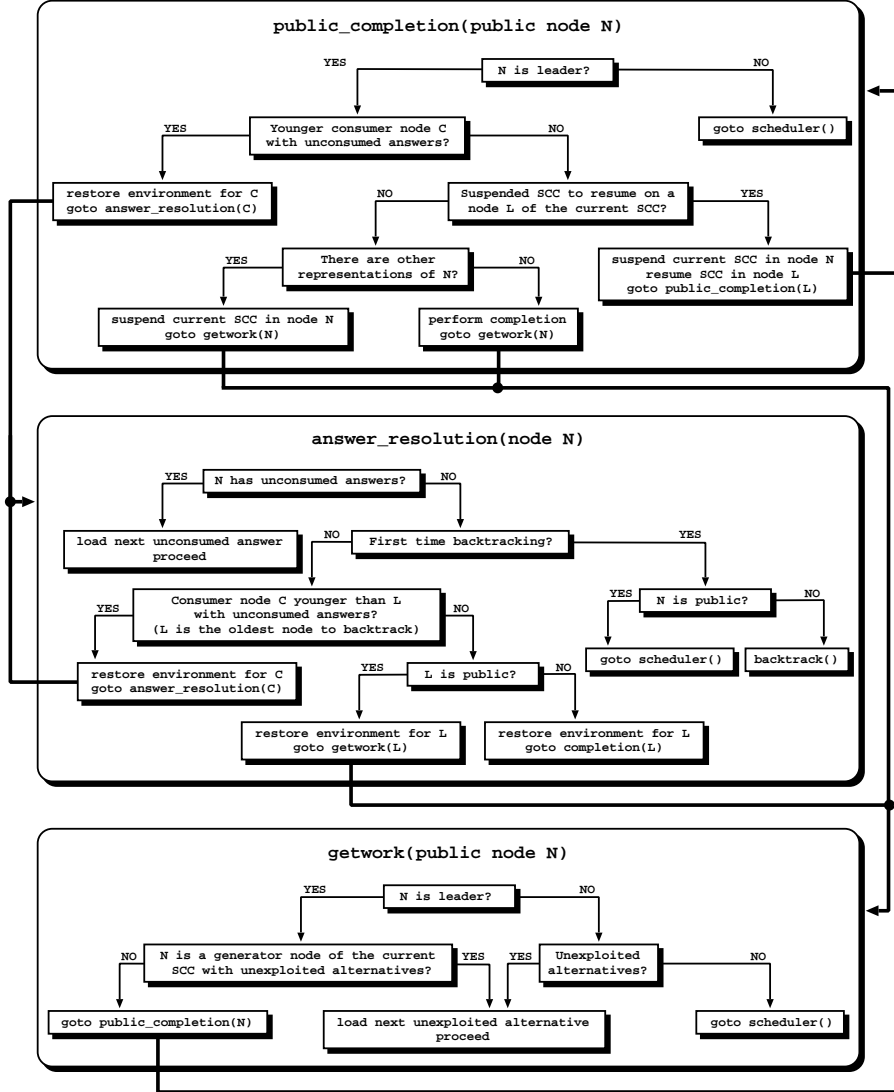 public_completion(public node N)
YES
N is leader?
NO
YES
Younger consumer node C
with unconsumed answers?
NO
goto scheduler()
restore environment for C
goto answer_resolution(C)
NO
Suspended SCC to resume on a
node L of the current SCC?
YES
YES
There are other
representations of N?
NO
suspend current SCC in node N
resume SCC in node L
goto public_completion(L)
suspend current SCC in node N
goto getwork(N)
perform completion
goto getwork(N)
answer_resolution(node N)
YES
N has unconsumed answers?
NO
load next unconsumed answer
proceed
NO
First time backtracking?
YES
YES
Consumer node C younger than L
with unconsumed answers?
(L is the oldest node to backtrack)
NO
YES
N is public?
NO
restore environment for C
goto answer_resolution(C)
YES
L is public?
NO
goto scheduler()
backtrack()
restore environment for L
goto getwork(L)
restore environment for L
goto completion(L)
getwork(public node N)
YES
N is leader?
NO
NO
N is a generator node of the current
SCC with unexploited alternatives?
YES
YES
Unexploited
alternatives?
NO
goto public_completion(N)
load next unexploited alternative
proceed
goto scheduler()